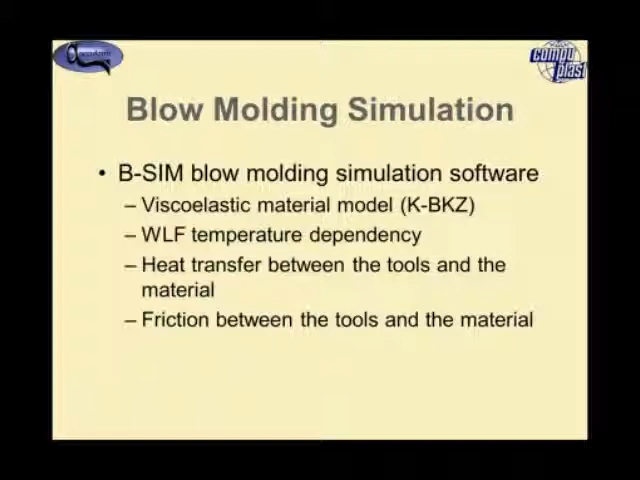 compu
plast
Blow Molding Simulation
• B-SIM blow molding simulation software
– Viscoelastic material model (K-BKZ)
– WLF temperature dependency
– Heat transfer between the tools and the
material
– Friction between the tools and the material